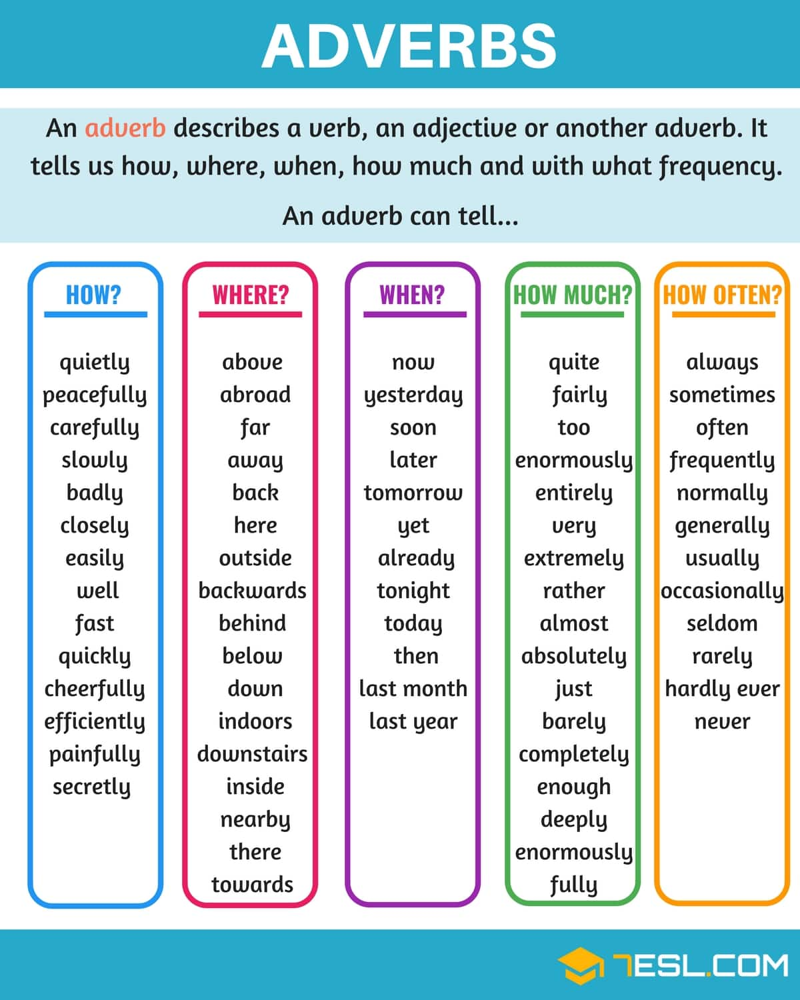 ADVERBS
An adverb describes a verb, an adjective or another adverb. It
tells us how, where, when, how much and with what frequency.
An adverb can tell...
HOW?
quietly
peacefully
carefully
slowly
badly
closely
easily
well
fast
quickly
cheerfully
efficiently
painfully
secretly
WHERE?
above
abroad
far
away
back
here
outside
backwards
behind
below
down
indoors
downstairs
inside
nearby
there
towards
WHEN?
now
yesterday
soon
later
tomorrow
yet
already
tonight
today
then
last month
last year
HOW MUCH?
quite
fairly
too
enormously
entirely
very
extremely
rather
almost
absolutely
just
barely
completely
enough
deeply
enormously
fully
HOW OFTEN?
always
sometimes
often
frequently
normally
generally
usually
occasionally
seldom
rarely
hardly ever
never
7ESL.COM